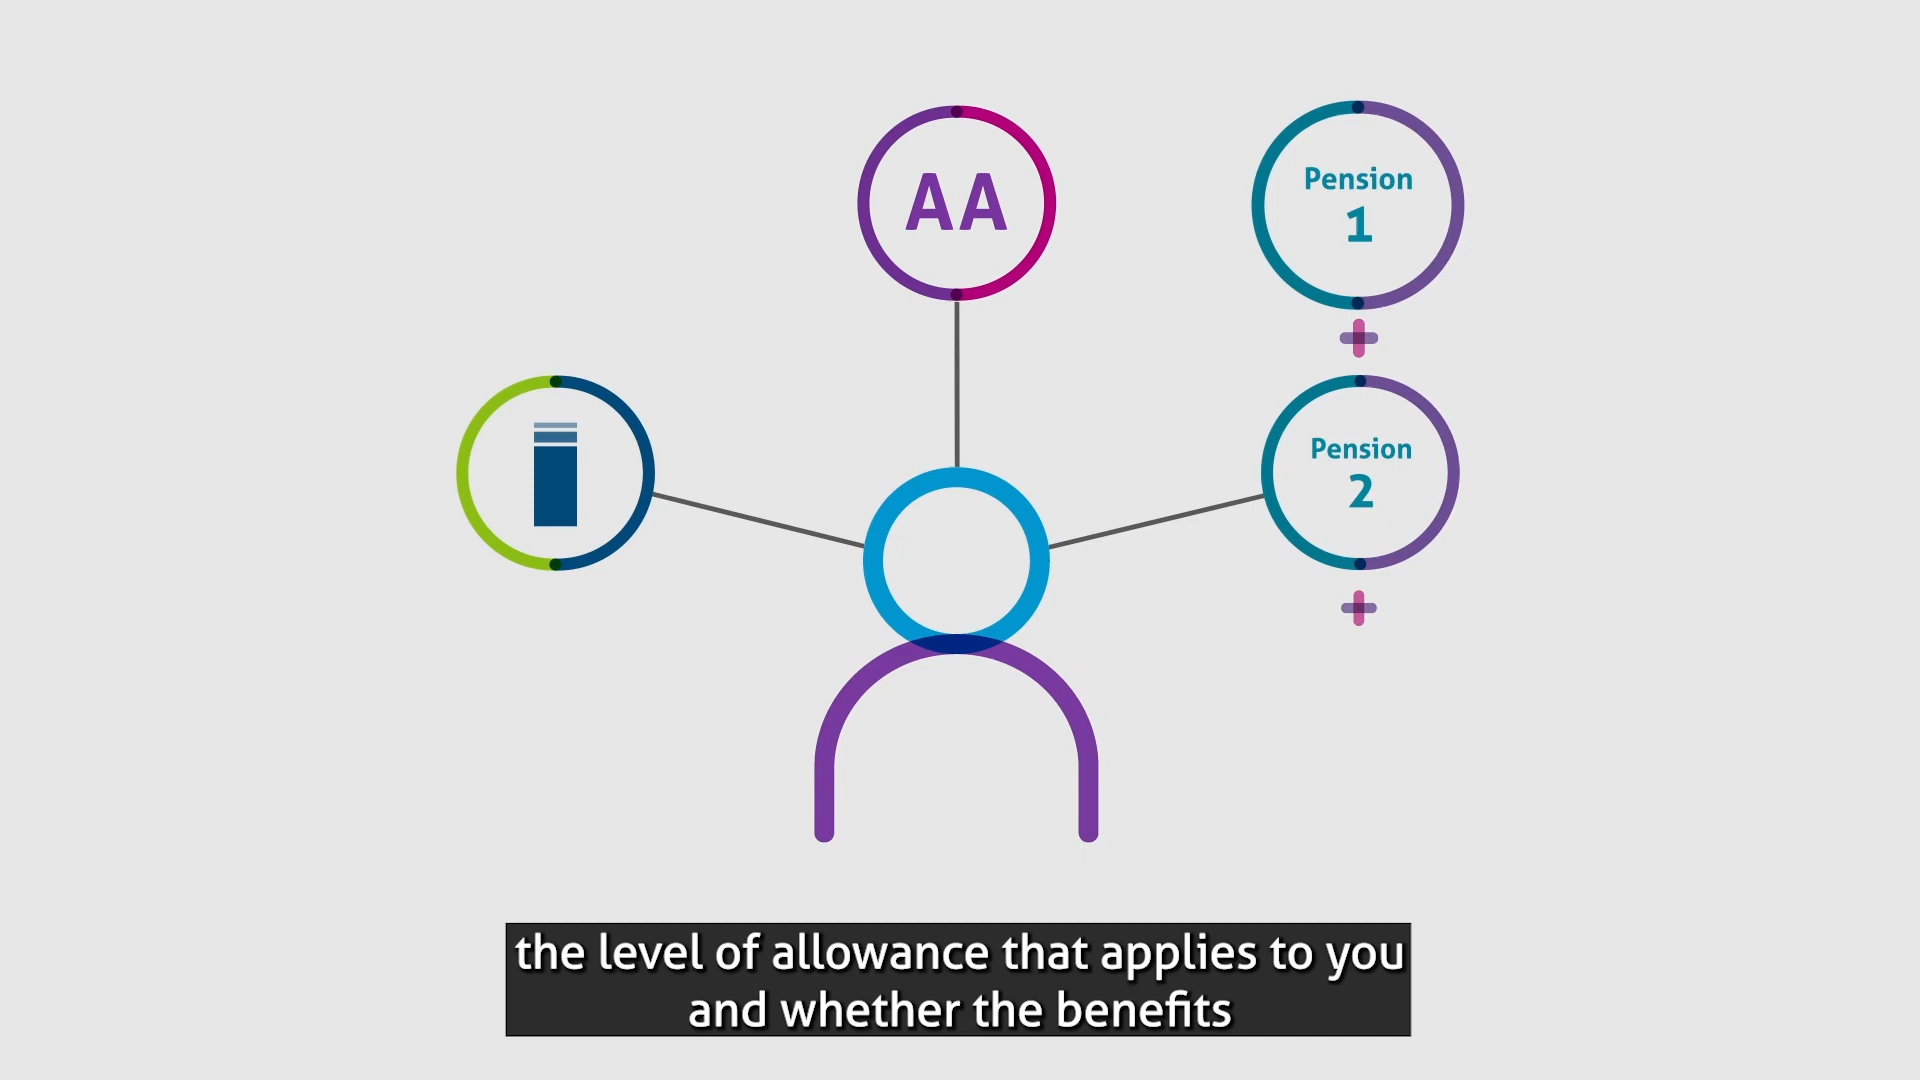 AA
Pension
1
Pension
2
the level of allowance that applies to you
and whether the benefits